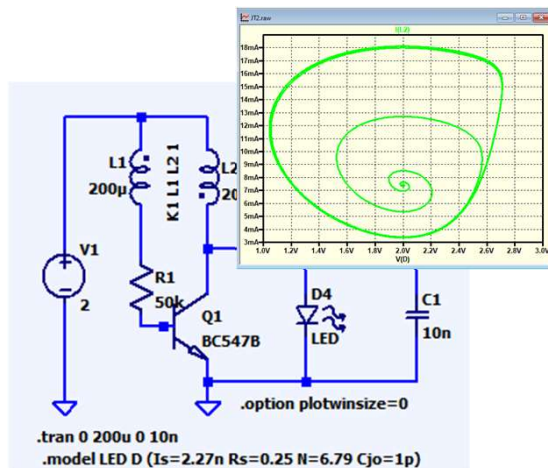 JT2.raw
I(L2)
18mA
17mA
16mA
15mA
14mA
13mA
12mA
11mA
10mA
9mA
8mA
7mA
6mA
5mA
4mA
3mA
1.0V 1.2V 1.4V 1.6V 1.8V 2.0V 2.2V 2.4V 2.6V 2.8V 3.0V
V(D)
L1
200µ
K1 L1 L2 1
L2
20
V1
2
R1
50k
Q1
BC547B
D4
LED
C1
10n
.option plotwinsize=0
.tran 0 200u 0 10n
.model LED D (Is=2.27n Rs=0.25 N=6.79 Cjo=1p)